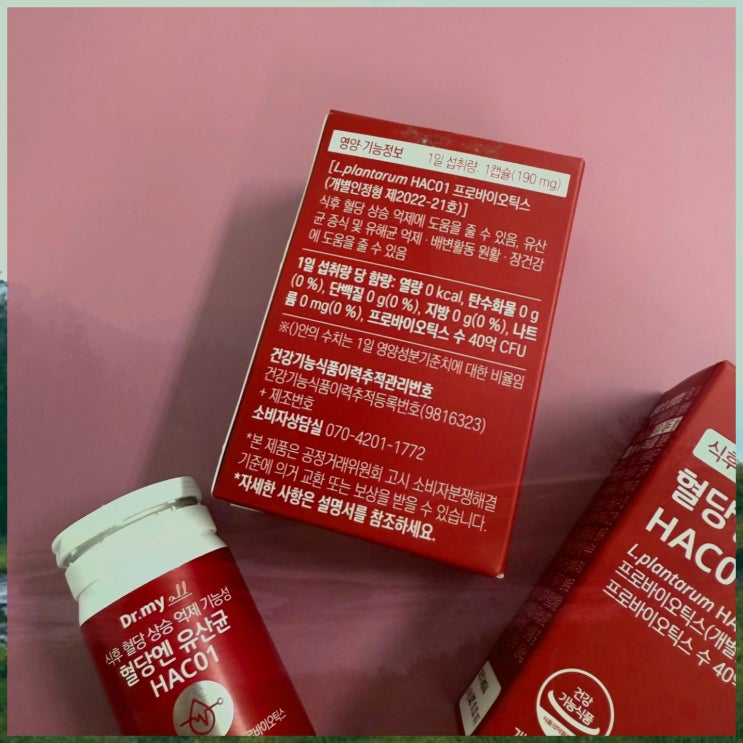 영양·기능정보 1일 섭취량: 1캡슐(190 mg)
[L.plantarum HAC01 프로바이오틱스
(개별인정형 제2022-21호)]
식후 혈당 상승 억제에 도움을 줄 수 있음, 유산
균 증식 및 유해균 억제·배변활동 원활·장건강
에 도움을 줄 수 있음
1일 섭취량 당 함량: 열량 0 kcal, 탄수화물 0 g
(0 %), 단백질 0 g(0 %), 지방 0 g(0 %), 나트
륨 0 mg(0 %), 프로바이오틱스 수 40억 CFU
※()안의 수치는 1일 영양성분기준치에 대한 비율임
건강기능식품이력추적관리번호
건강기능식품이력추적등록번호(9816323)
+ 제조번호
소비자상담실 070-4201-1772
*본 제품은 공정거래위원회 고시 소비자분쟁해결
기준에 의거 교환 또는 보상을 받을 수 있습니다.
*자세한 사항은 설명서를 참조하세요.
Dr.my
식후 혈당 상승 억제 기능성
혈당엔 유산균
HAC01
프로바이오틱스
식후
혈당
HAC0
L.plantarum HA
프로바이오틱스(개별
프로바이오틱스 수 40억
건강
기능식품